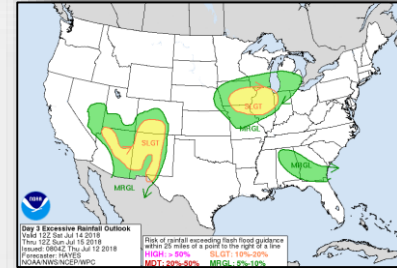 SLGT
MRGL
SLGT
MRGL
MRGL
NOAA
Day 3 Excessive Rainfall Outlook
Valid 12Z Sat Jul 14 2018
Thru 12Z Sun Jul 15 2018
Issued: 0804Z Thu Jul 12 2018
Forecaster: HAYES
NOAA/NWS/NCEP/WPC
Risk of rainfall exceeding flash flood guidance
within 25 miles of a point to the right of a line
HIGH: > 50% SLGT: 10%-20%
MDT: 20%-50% MRGL: 5%-10%